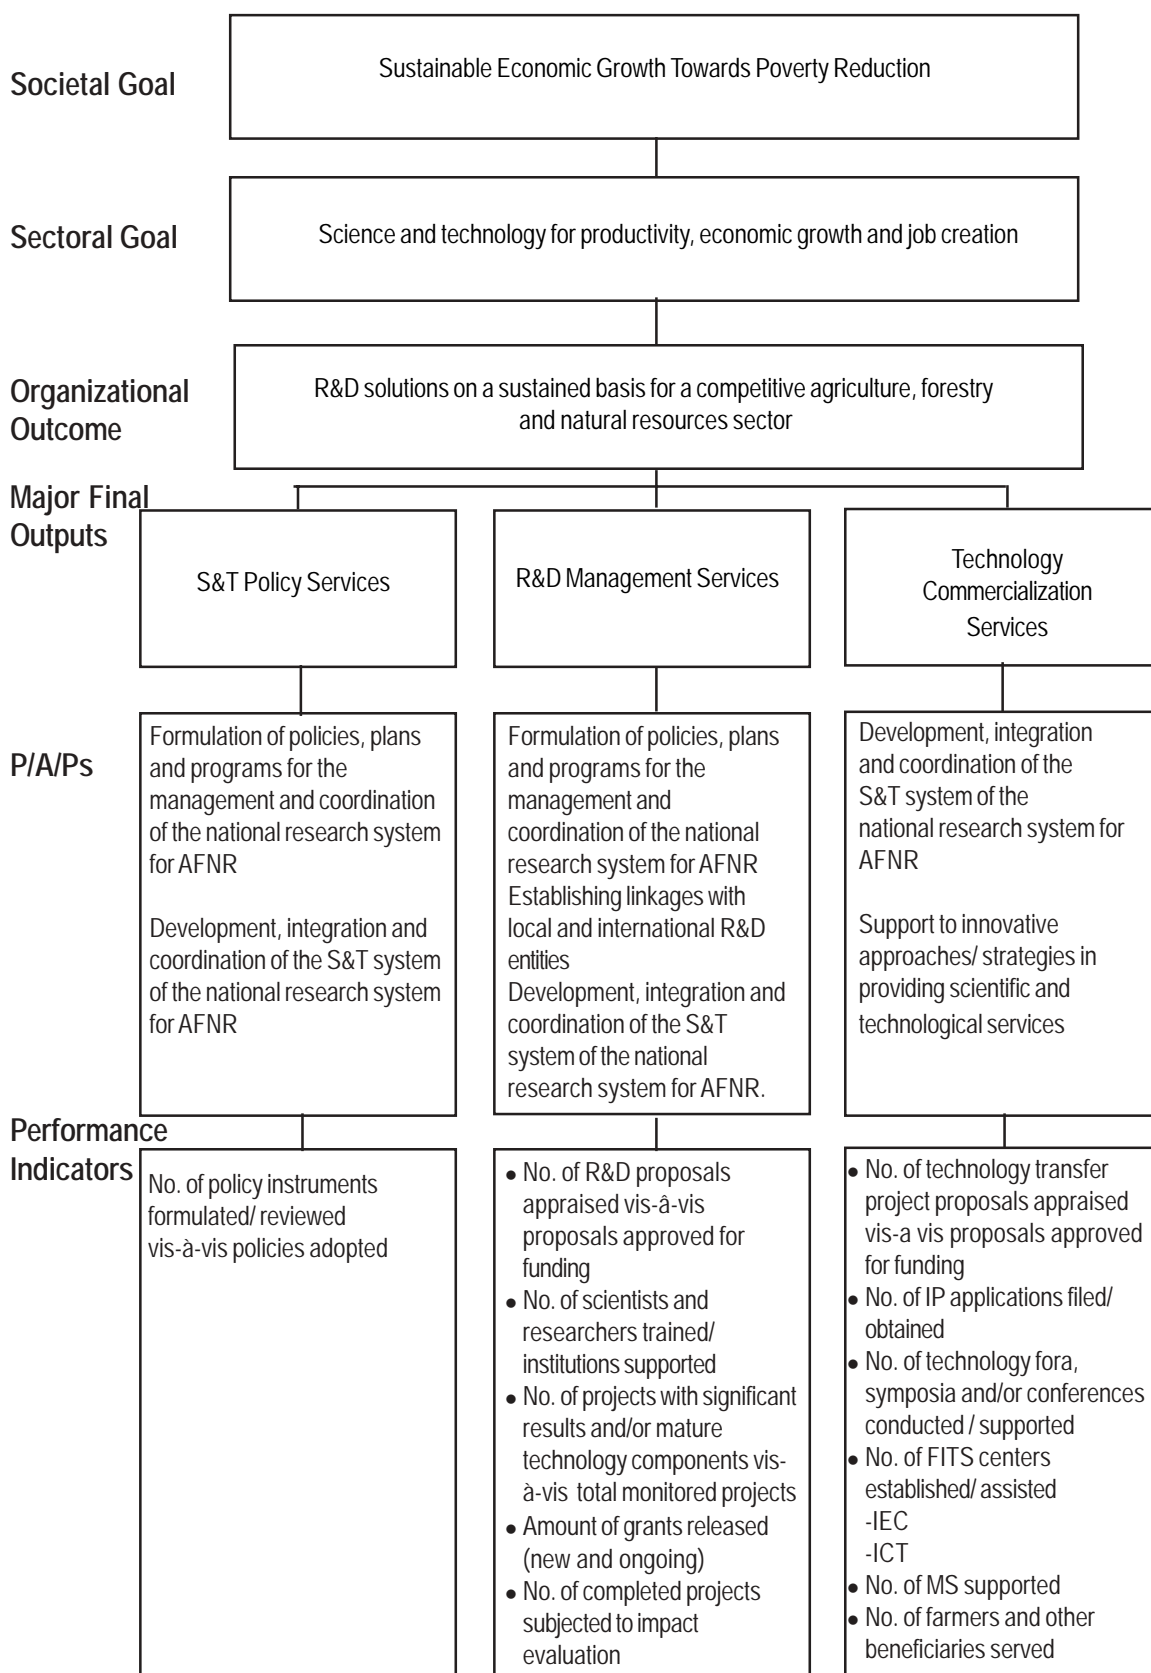 Societal Goal
Sustainable Economic Growth Towards Poverty Reduction
Sectoral Goal
Science and technology for productivity, economic growth and job creation
Organizational
Outcome
R&D solutions on a sustained basis for a competitive agriculture, forestry
and natural resources sector
Major Final
Outputs
S&T Policy Services
R&D Management Services
Technology
Commercialization
Services
P/A/Ps
Formulation of policies, plans
and programs for the
management and coordination
of the national research system
for AFNR
Development, integration and
coordination of the S&T system
of the national research system
for AFNR
Formulation of policies, plans
and programs for the
management and
coordination of the national
research system for AFNR
Establishing linkages with
local and international R&D
entities
Development, integration and
coordination of the S&T
system of the national
research system for AFNR.
Development, integration
and coordination of the
S&T system of the
national research system for
AFNR
Support to innovative
approaches/ strategies in
providing scientific and
technological services
Performance
Indicators
No. of policy instruments
formulated/ reviewed
vis-à-vis policies adopted
• No. of R&D proposals
appraised vis-â-vis
proposals approved for
funding
• No. of scientists and
researchers trained/
institutions supported
• No. of projects with significant
results and/or mature
technology components vis-
à-vis total monitored projects
• Amount of grants released
(new and ongoing)
• No. of completed projects
subjected to impact
evaluation
• No. of technology transfer
project proposals appraised
vis-a vis proposals approved
for funding
• No. of IP applications filed/
obtained
• No. of technology fora,
symposia and/or conferences
conducted / supported
• No. of FITS centers
established/ assisted
-IEC
-ICT
• No. of MS supported
• No. of farmers and other
beneficiaries served